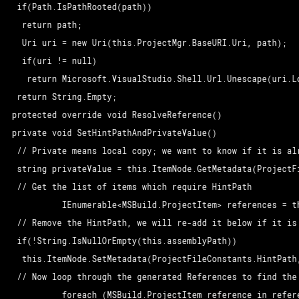 if(Path.IsPathRooted(path))
return path;
Uri uri = new Uri(this.ProjectMgr.BaseURI.Uri, path);
if(uri != null)
return Microsoft.VisualStudio.Shell.Url.Unescape(uri.Lo
return String.Empty;
protected override void ResolveReference()
private void SetHintPathAndPrivateValue()
// Private means local copy; we want to know if it is alr
string privateValue = this.ItemNode.GetMetadata(ProjectFi
// Get the list of items which require HintPath
IEnumerable<MSBuild.ProjectItem> references = th
// Remove the HintPath, we will re-add it below if it is
if(!String.IsNullOrEmpty(this.assemblyPath))
this.ItemNode.SetMetadata(ProjectFileConstants.HintPath,
// Now loop through the generated References to find the
foreach (MSBuild.ProjectItem reference in refere